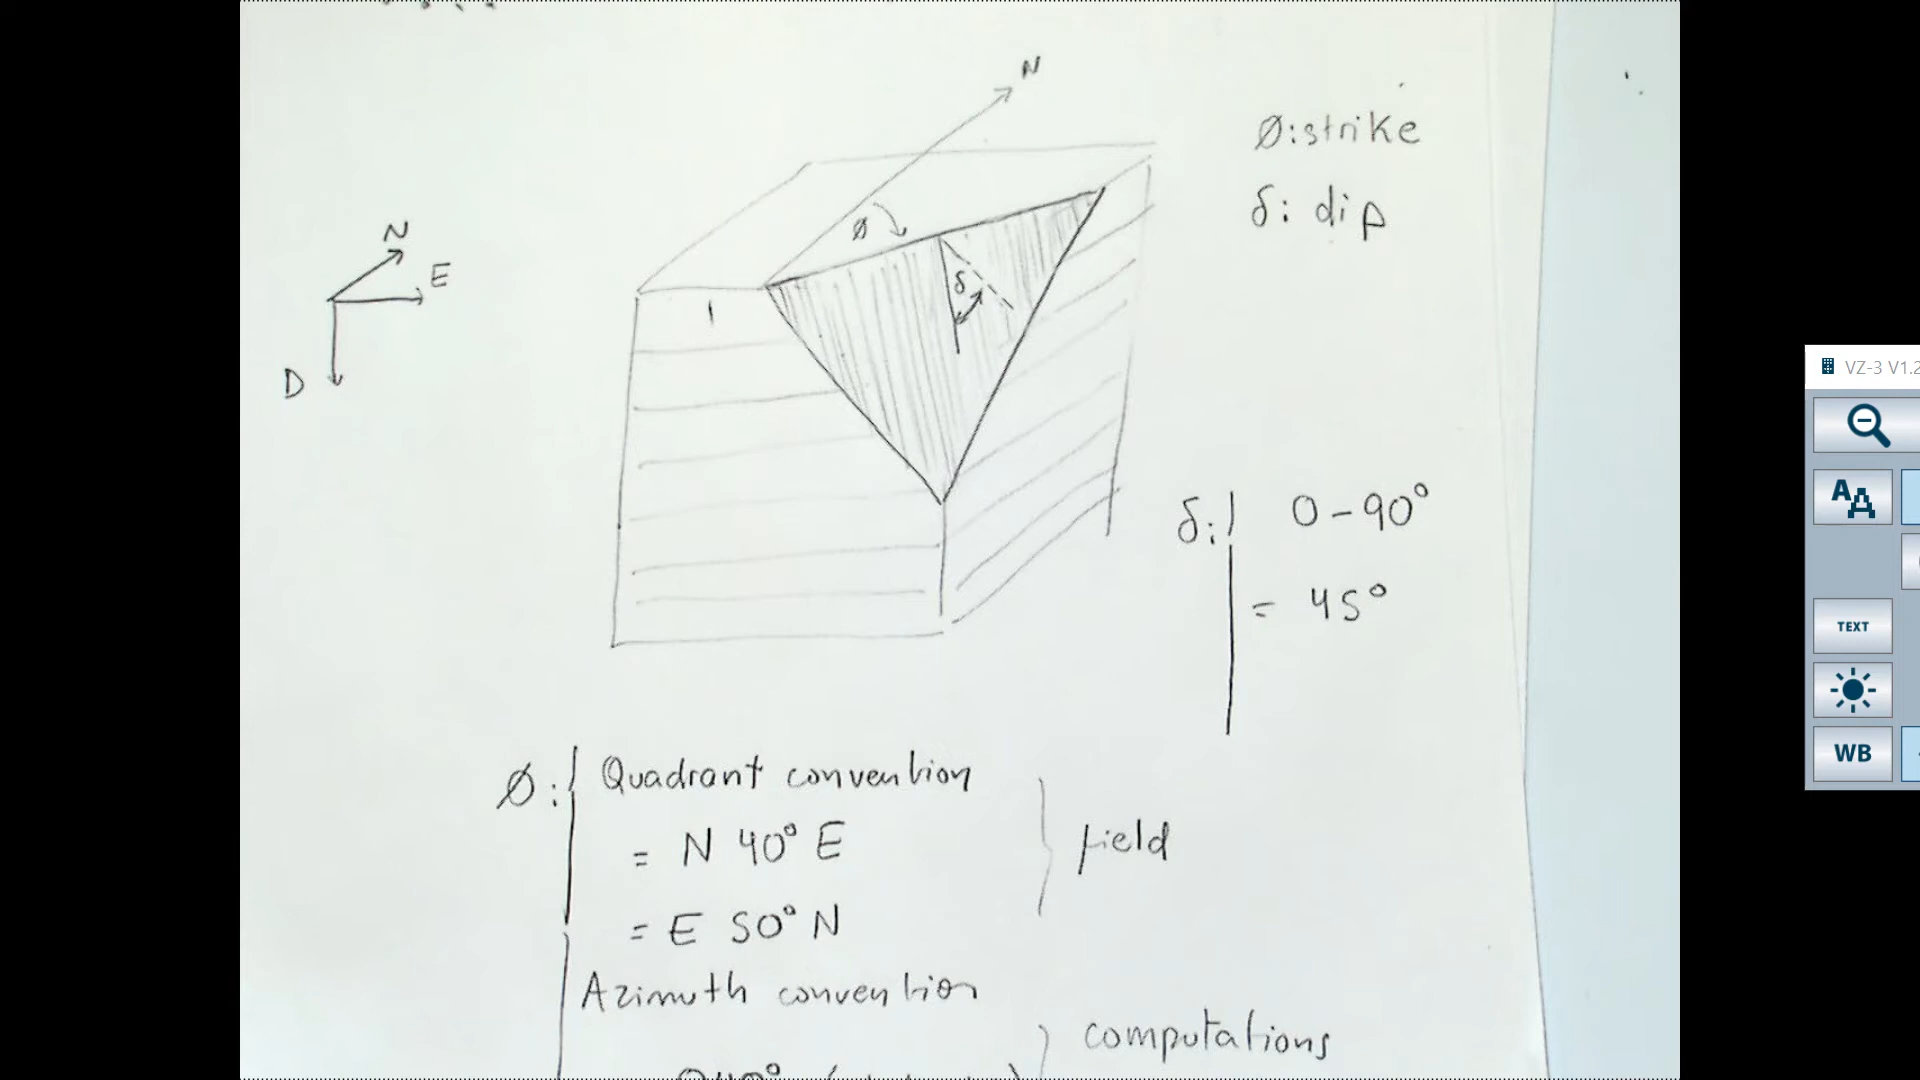 N
Ø: strike
δ: dip
N
E
D
Ø
δ
δ: 0-90°
= 45°
Ø: Quadrant convention
= N 40° E
= E 50° N
field
Azimuth convention
computations
VZ-3 V1.2
AA
TEXT
WB